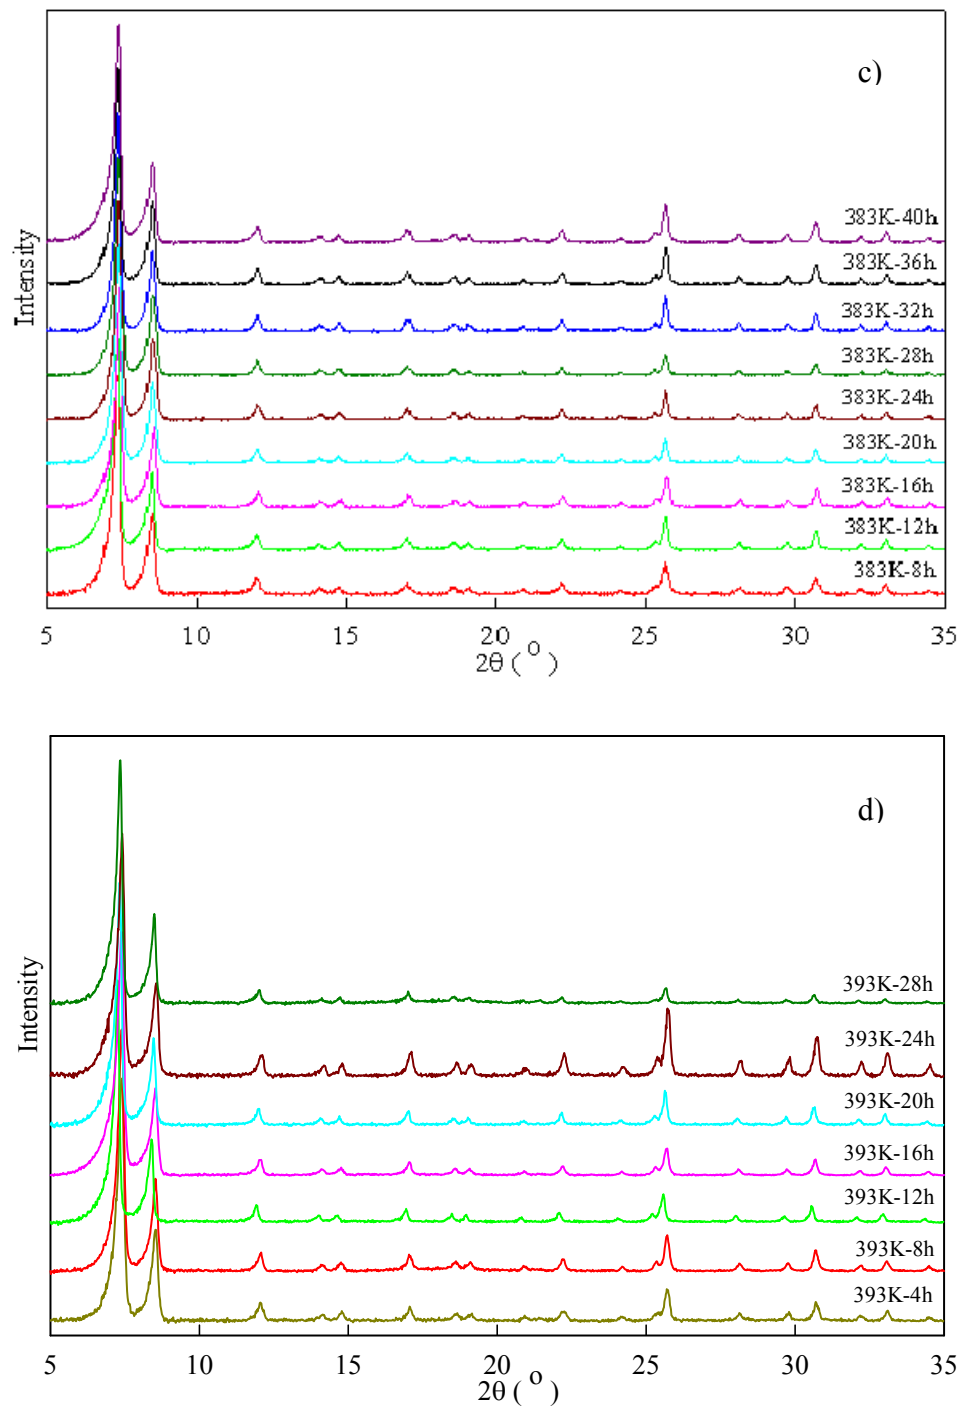 c)
Intensity
383K-40h
383K-36h
383K-32h
383K-28h
383K-24h
383K-20h
383K-16h
383K-12h
383K-8h
5 10 15 20 25 30 35
2θ ( o )
d)
Intensity
393K-28h
393K-24h
393K-20h
393K-16h
393K-12h
393K-8h
393K-4h
5 10 15 20 25 30 35
2θ ( o )